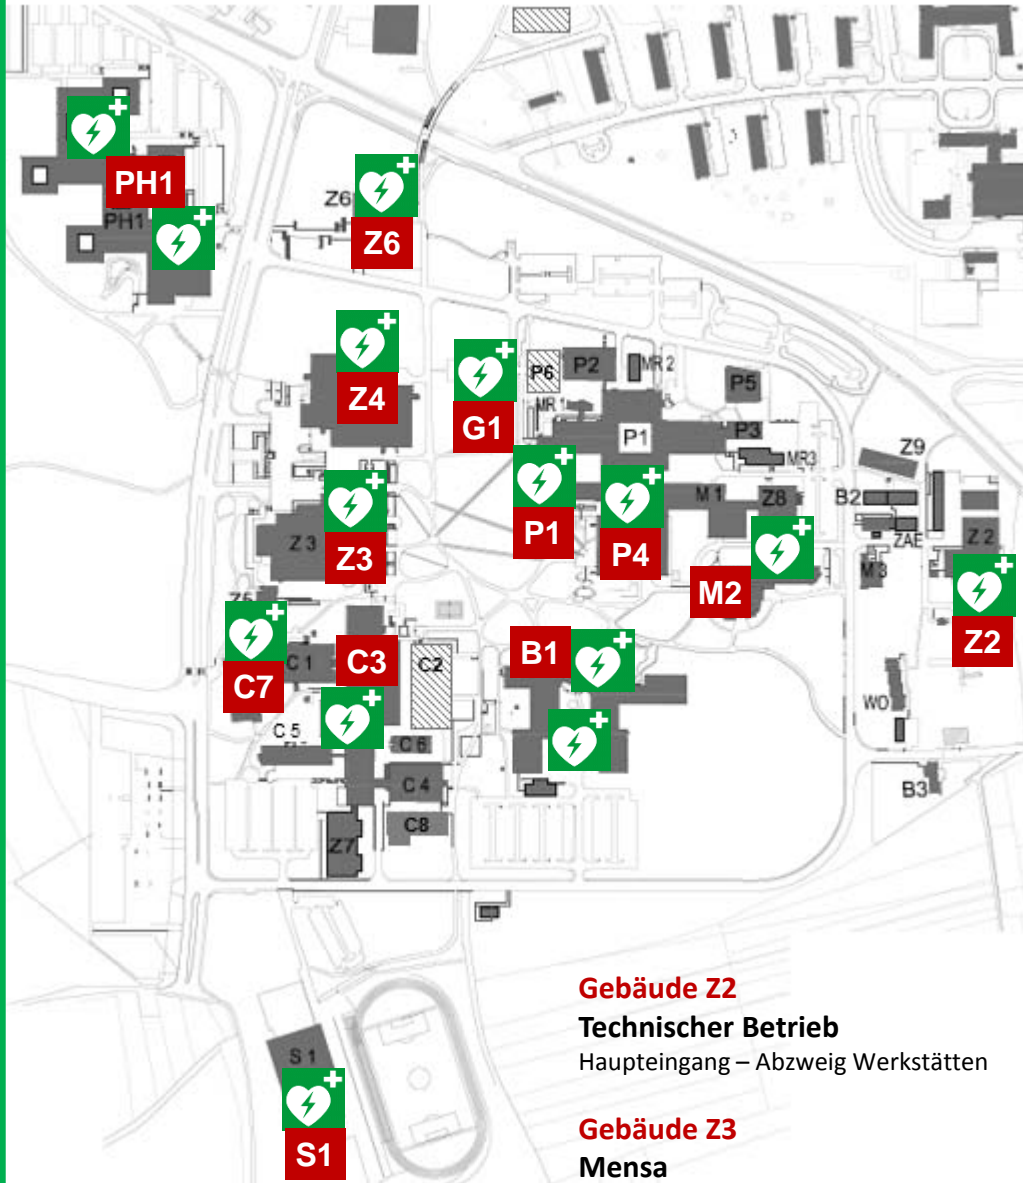 PH1
PH1
Z6
Z6
Z4
G1
P6
P2
MR 2
P5
MR 1
P1
P3
MR3
Z9
B2
ZAE
Z 2
M 3
Z3
Z 3
P1
P4
M 1
Z8
M2
Z2
Z5
C7
C 1
C3
C2
B1
WO
C 5
C 6
C 4
C8
Z7
B3
S 1
S1
Gebäude Z2
Technischer Betrieb
Haupteingang – Abzweig Werkstätten
Gebäude Z3
Mensa